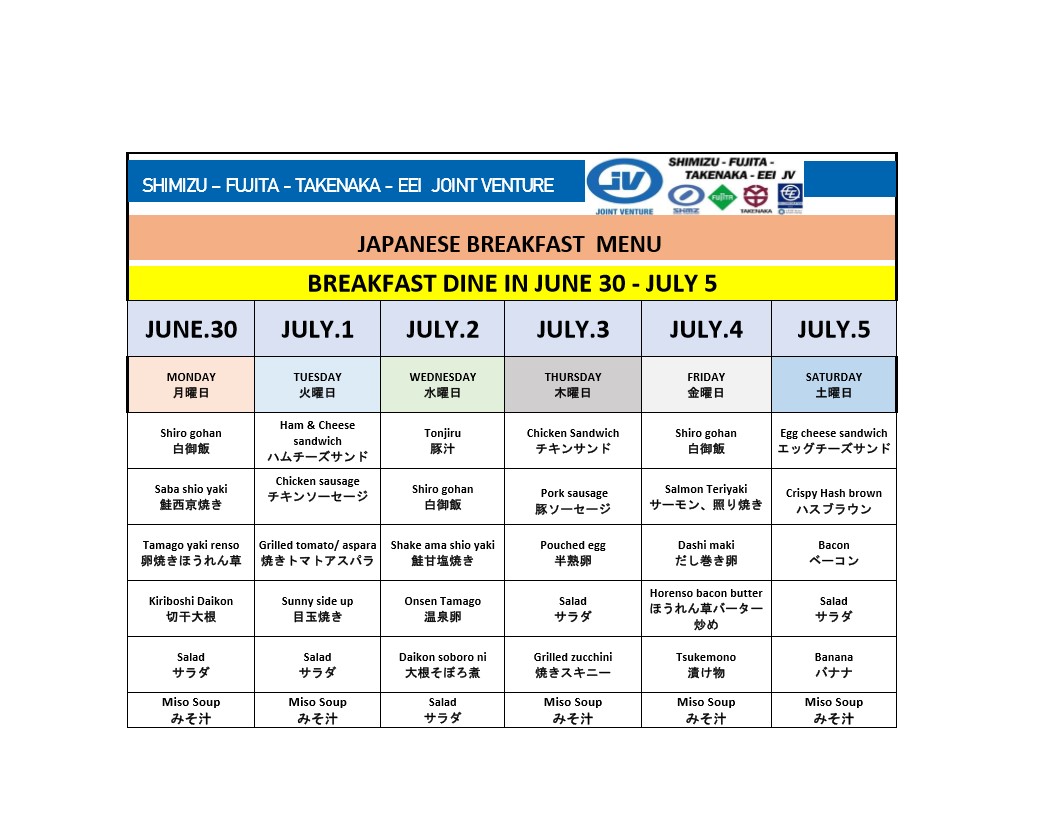 SHIMIZU – FUJITA - TAKENAKA - EEI JOINT VENTURE
JV
JOINT VENTURE
SHIMIZU - FUJITA -
TAKENAKA - EEI JV
FUJITA
TAKENAKA
JAPANESE BREAKFAST MENU
BREAKFAST DINE IN JUNE 30 - JULY 5
JUNE.30 JULY.1 JULY.2 JULY.3 JULY.4 JULY.5
MONDAY TUESDAY WEDNESDAY THURSDAY FRIDAY SATURDAY
月曜日 火曜日 水曜日 木曜日 金曜日 土曜日
Shiro gohan
白御飯
Ham & Cheese
sandwich
ハムチーズサンド
Tonjiru
豚汁
Chicken Sandwich
チキンサンド
Shiro gohan
白御飯
Egg cheese sandwich
エッグチーズサンド
Saba shio yaki
鮭西京焼き
Chicken sausage
チキンソーセージ
Shiro gohan
白御飯
Pork sausage
豚ソーセージ
Salmon Teriyaki
サーモン、照り焼き
Crispy Hash brown
ハスブラウン
Tamago yaki renso
卵焼きほうれん草
Grilled tomato/ aspara
焼きトマトアスパラ
Shake ama shio yaki
鮭甘塩焼き
Pouched egg
半熟卵
Dashi maki
だし巻き卵
Bacon
ベーコン
Kiriboshi Daikon
切干大根
Sunny side up
目玉焼き
Onsen Tamago
温泉卵
Salad
サラダ
Horenso bacon butter
ほうれん草バーター
炒め
Salad
サラダ
Salad
サラダ
Salad
サラダ
Daikon soboro ni
大根そぼろ煮
Grilled zucchini
焼きスキニー
Tsukemono
漬け物
Banana
バナナ
Miso Soup
みそ汁
Miso Soup
みそ汁
Salad
サラダ
Miso Soup
みそ汁
Miso Soup
みそ汁
Miso Soup
みそ汁